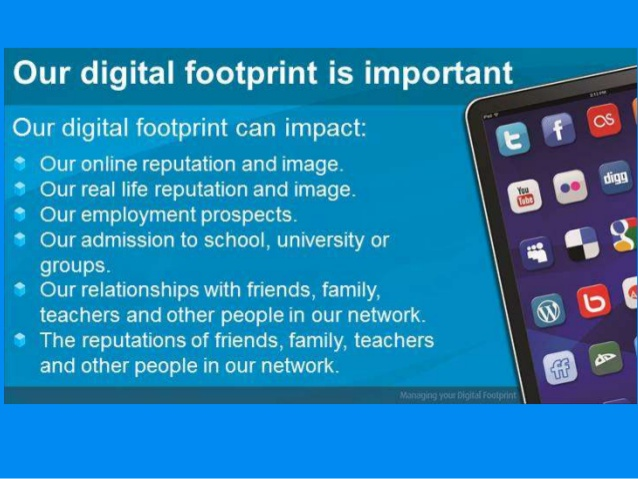 Our digital footprint is important
Our digital footprint can impact:
Our online reputation and image.
Our real life reputation and image.
Our employment prospects.
Our admission to school, university or
groups.
Our relationships with friends, family,
teachers and other people in our network.
The reputations of friends, family, teachers
and other people in our network.
Managing your Digital Footprint
iPad
You
Tube
digg